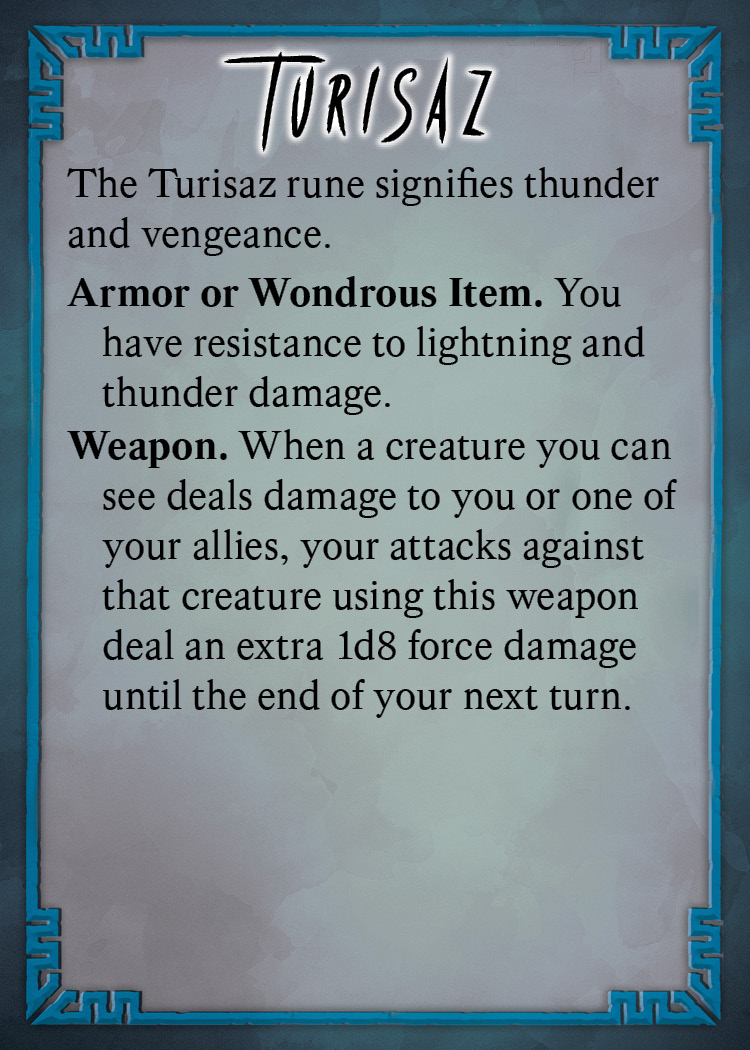 TURISAZ
The Turisaz rune signifies thunder
and vengeance.
Armor or Wondrous Item. You
have resistance to lightning and
thunder damage.
Weapon. When a creature you can
see deals damage to you or one of
your allies, your attacks against
that creature using this weapon
deal an extra 1d8 force damage
until the end of your next turn.